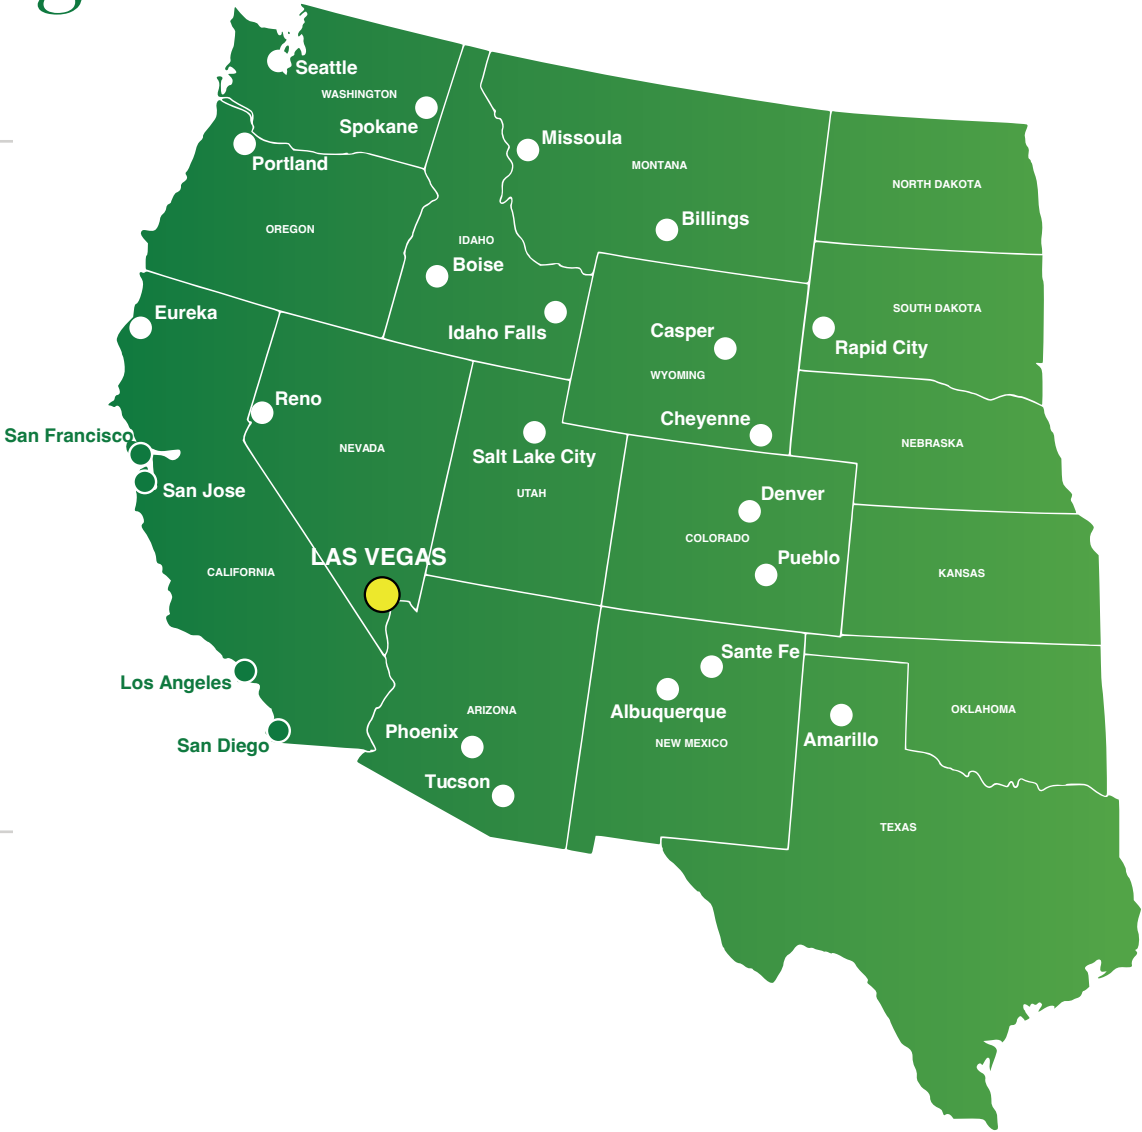 Seattle
WASHINGTON
Spokane
Portland
Missoula
MONTANA
NORTH DAKOTA
Billings
OREGON
IDAHO
Boise
Eureka
SOUTH DAKOTA
Idaho Falls
Casper
Rapid City
WYOMING
Reno
Cheyenne
San Francisco
NEBRASKA
NEVADA
Salt Lake City
San Jose
UTAH
Denver
COLORADO
Pueblo
LAS VEGAS
CALIFORNIA
KANSAS
Sante Fe
Los Angeles
ARIZONA
Albuquerque
OKLAHOMA
Phoenix
Amarillo
San Diego
NEW MEXICO
Tucson
TEXAS